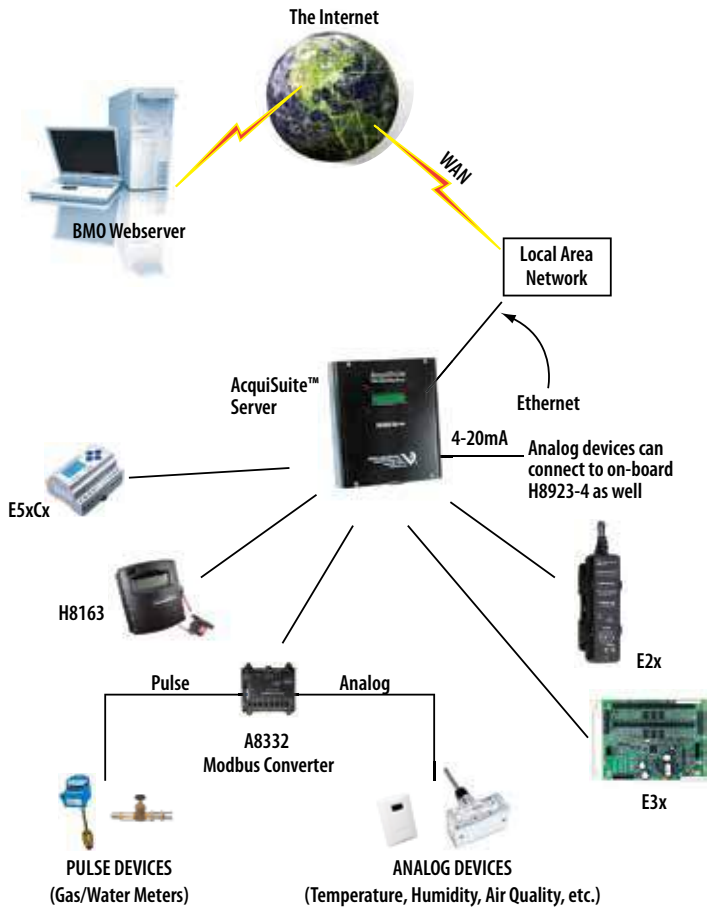 The Internet
WAN
BMO Webserver
Local Area
Network
AcquiSuite™
Server
Ethernet
4-20mA
Analog devices can
connect to on-board
H8923-4 as well
E5xCx
H8163
E2x
Pulse
Analog
A8332
Modbus Converter
E3x
PULSE DEVICES
(Gas/Water Meters)
ANALOG DEVICES
(Temperature, Humidity, Air Quality, etc.)